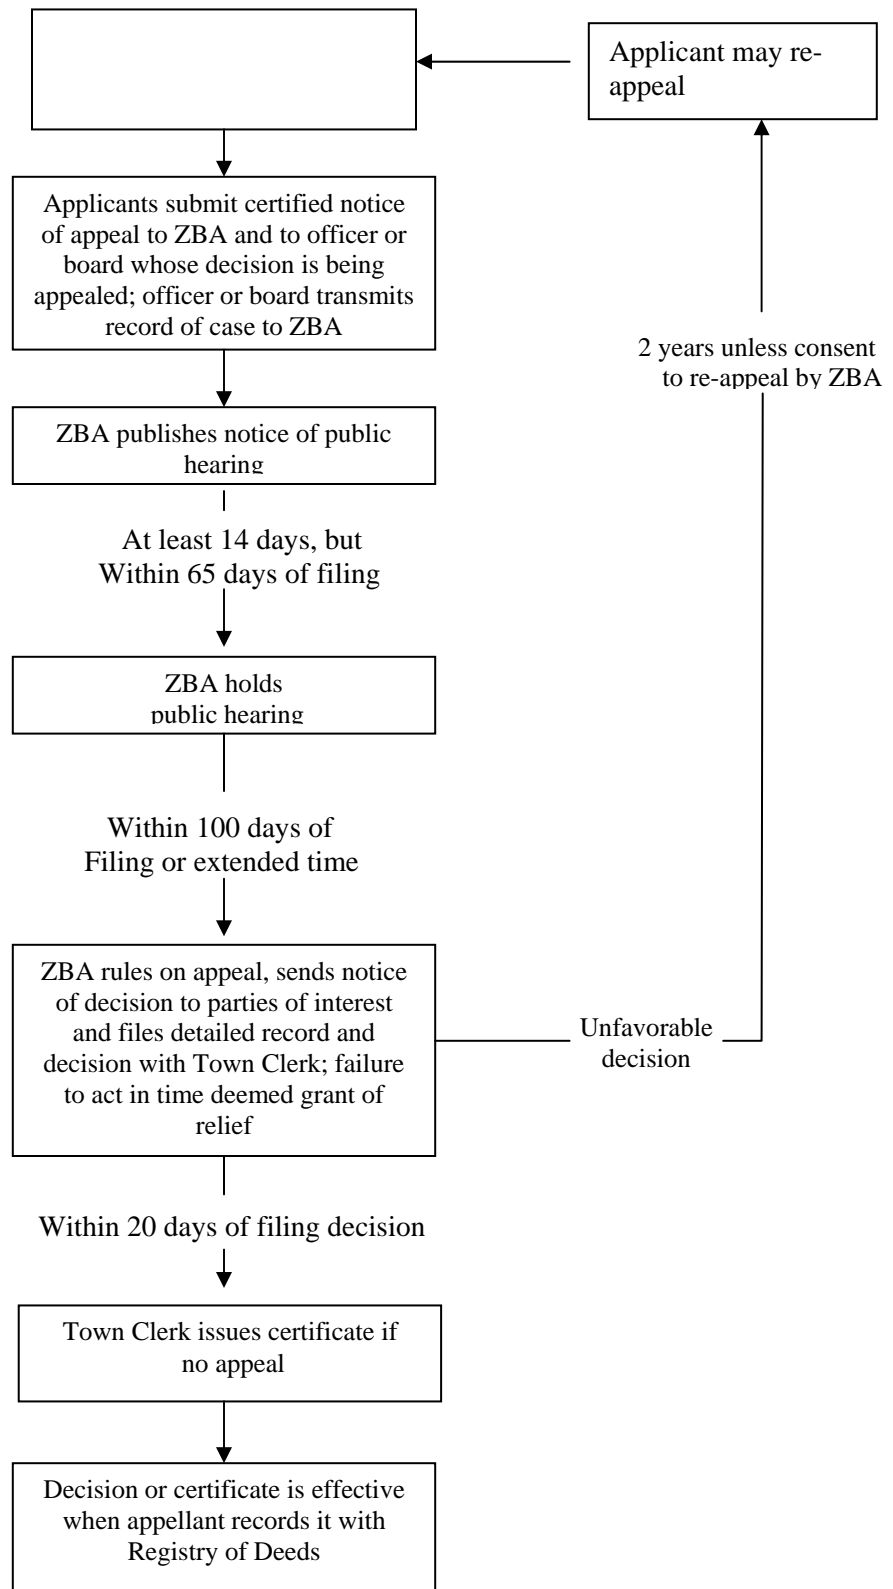 Applicant may re-
appeal
Applicants submit certified notice
of appeal to ZBA and to officer or
board whose decision is being
appealed; officer or board transmits
record of case to ZBA
2 years unless consent
to re-appeal by ZBA
ZBA publishes notice of public
hearing
At least 14 days, but
Within 65 days of filing
ZBA holds
public hearing
Within 100 days of
Filing or extended time
ZBA rules on appeal, sends notice
of decision to parties of interest
and files detailed record and
decision with Town Clerk; failure
to act in time deemed grant of
relief
Unfavorable
decision
Within 20 days of filing decision
Town Clerk issues certificate if
no appeal
Decision or certificate is effective
when appellant records it with
Registry of Deeds